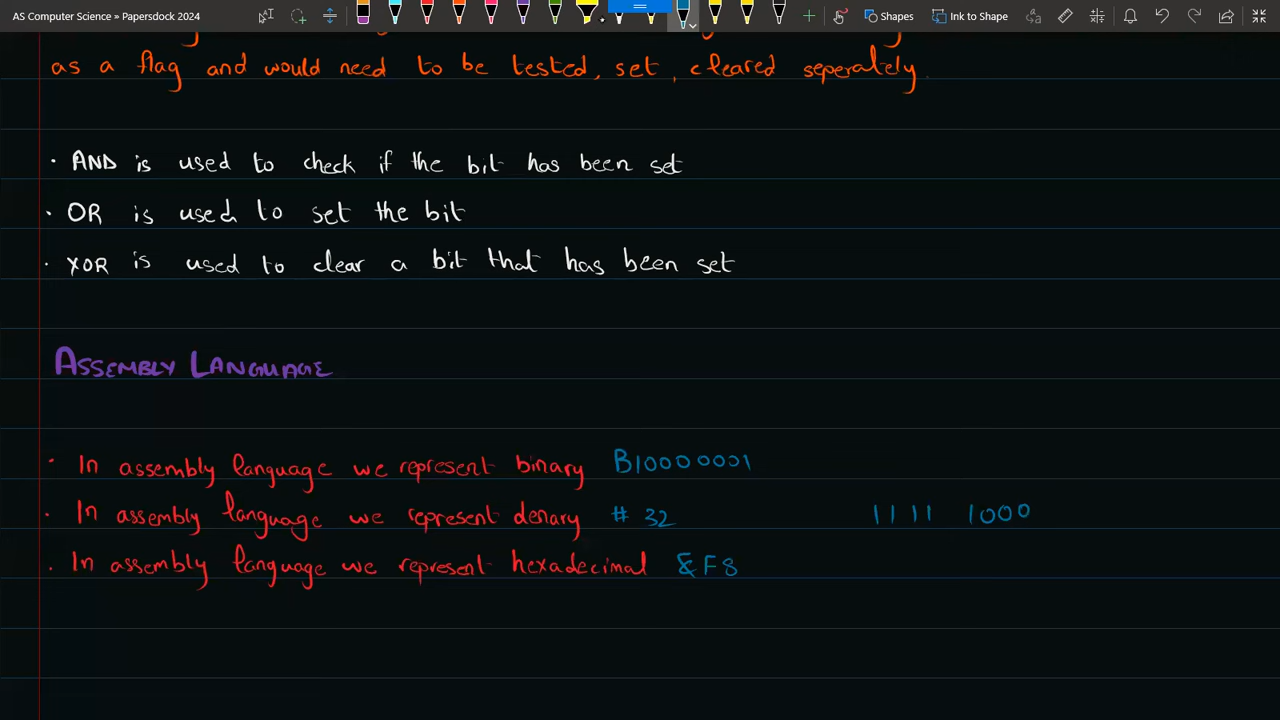 AS Computer Science » Papersdock 2024
Shapes
Ink to Shape
as a flag and would need to be tested, set, cleared seperately.
· AND is used to check if the bit has been set
· OR is used to set the bit
· XOR is used to clear a bit that has been set
ASSEMBLY LANGUAGE
· In assembly language we represent binary B10000001
· In assembly language we represent denary # 32 1111 1000
· In assembly language we represent hexadecimal &F8